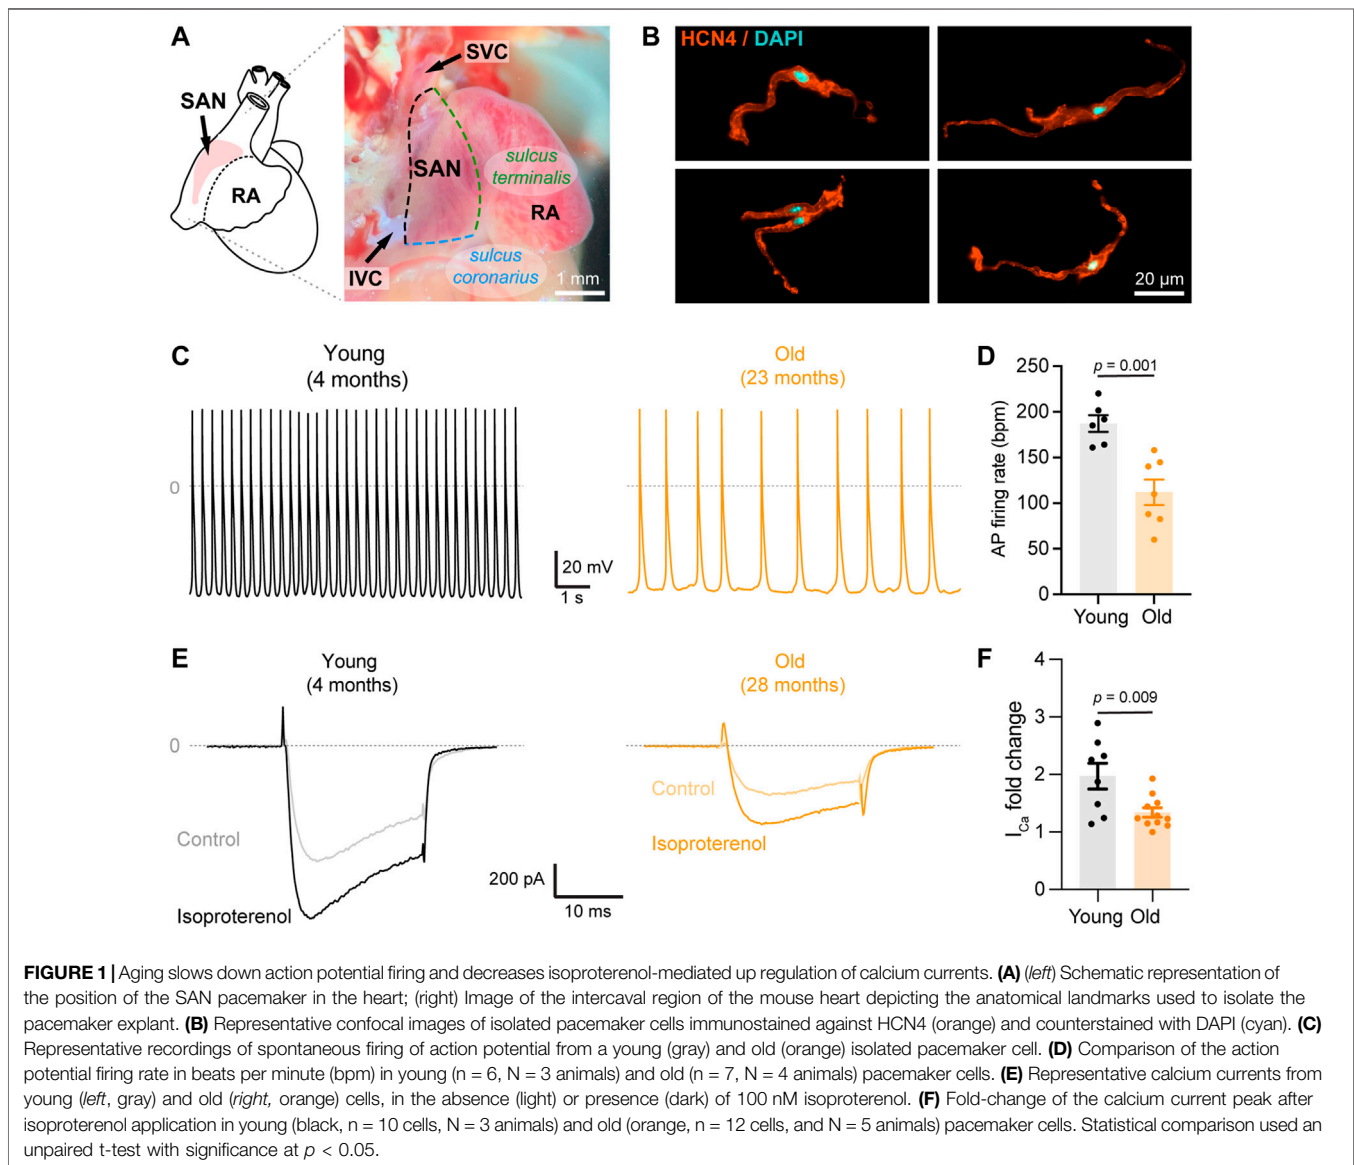 A
SAN
RA
SVC
SAN
sulcus
terminalis
RA
IVC
sulcus
coronarius
1 mm
B
HCN4 / DAPI
20 µm
C
Young
(4 months)
Old
(23 months)
0
20 mV
1 s
D
p = 0.001
AP firing rate (bpm)
250
200
150
100
50
0
Young Old
E
Young
(4 months)
Old
(28 months)
0
Control
Isoproterenol
Control
Isoproterenol
200 pA
10 ms
F
p = 0.009
ICa fold change
4
3
2
1
0
Young Old
FIGURE 1 | Aging slows down action potential firing and decreases isoproterenol-mediated up regulation of calcium currents. (A) (left) Schematic representation of
the position of the SAN pacemaker in the heart; (right) Image of the intercaval region of the mouse heart depicting the anatomical landmarks used to isolate the
pacemaker explant. (B) Representative confocal images of isolated pacemaker cells immunostained against HCN4 (orange) and counterstained with DAPI (cyan). (C)
Representative recordings of spontaneous firing of action potential from a young (gray) and old (orange) isolated pacemaker cell. (D) Comparison of the action
potential firing rate in beats per minute (bpm) in young (n = 6, N = 3 animals) and old (n = 7, N = 4 animals) pacemaker cells. (E) Representative calcium currents from
young (left, gray) and old (right, orange) cells, in the absence (light) or presence (dark) of 100 nM isoproterenol. (F) Fold-change of the calcium current peak after
isoproterenol application in young (black, n = 10 cells, N = 3 animals) and old (orange, n = 12 cells, and N = 5 animals) pacemaker cells. Statistical comparison used an
unpaired t-test with significance at p < 0.05.